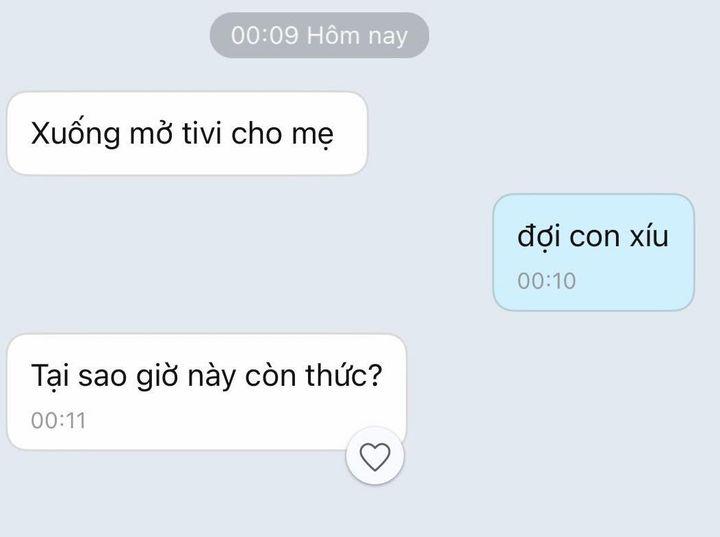 00:09 Hôm nay
Xuống mở tivi cho mẹ
đợi con xíu
00:10
Tại sao giờ này còn thức?
00:11